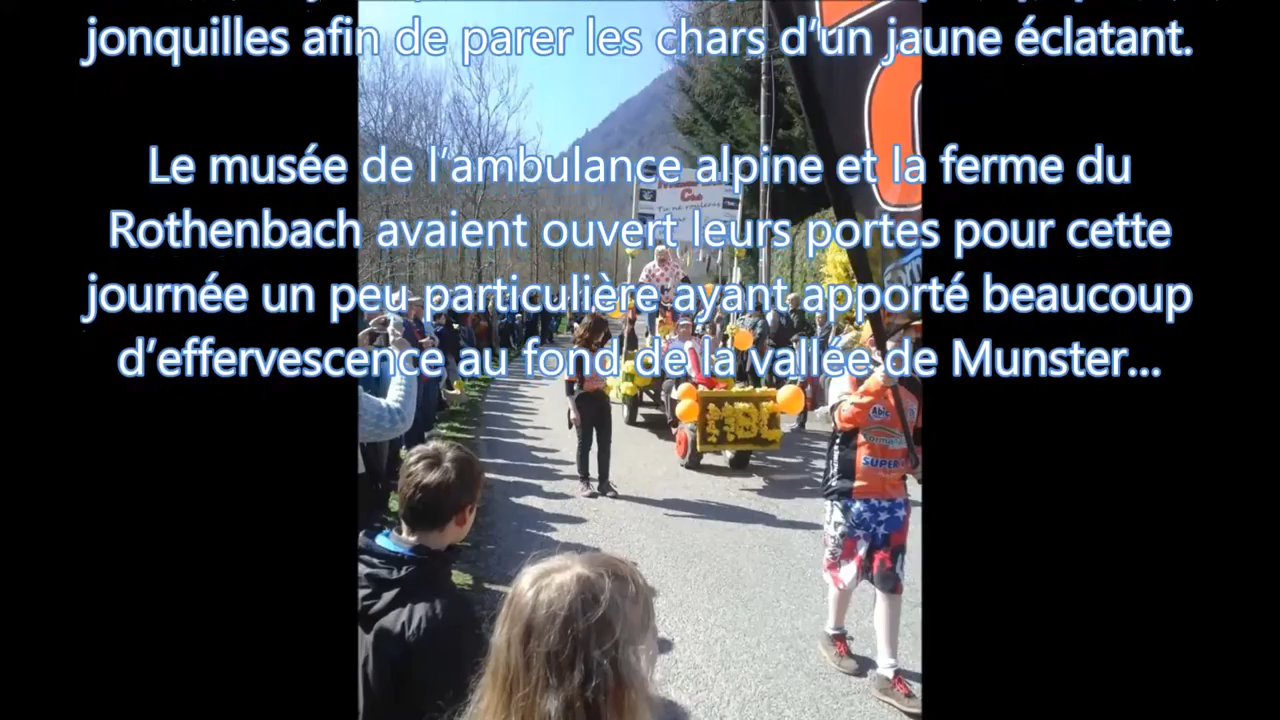 jonquilles afin de parer les chars d'un jaune éclatant.
Le musée de l'ambulance alpine et la ferme du
Rothenbach avaient ouvert leurs portes pour cette
journée un peu particulière ayant apporté beaucoup
d'effervescence au fond de la vallée de Munster...
Abic
SUPER